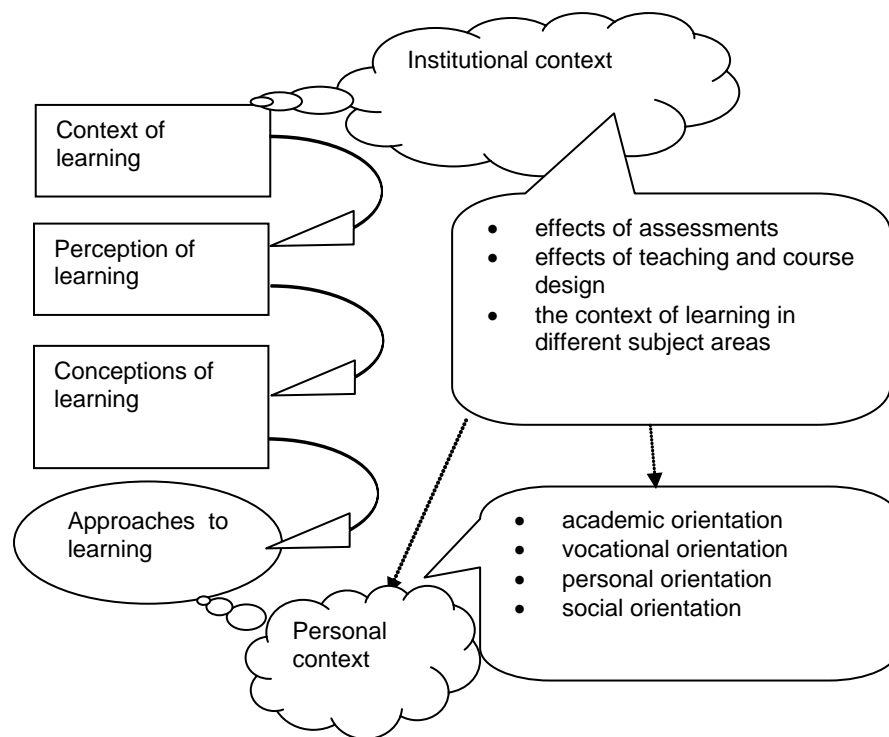 Institutional context
Context of
learning
Perception of
learning
Conceptions of
learning
Approaches to
learning
• effects of assessments
• effects of teaching and course
design
• the context of learning in
different subject areas
• academic orientation
• vocational orientation
• personal orientation
• social orientation
Personal
context